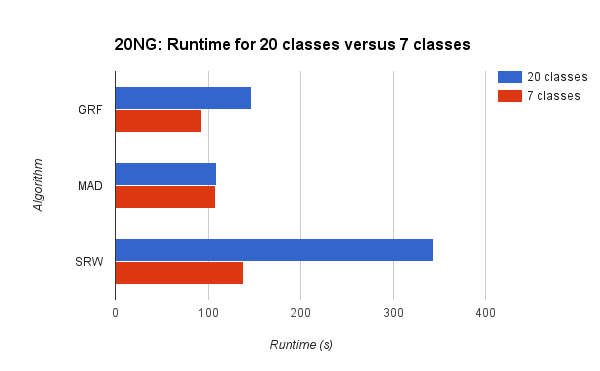 20NG: Runtime for 20 classes versus 7 classes
20 classes
7 classes
GRF
MAD
SRW
Algorithm
0 100 200 300 400
Runtime (s)